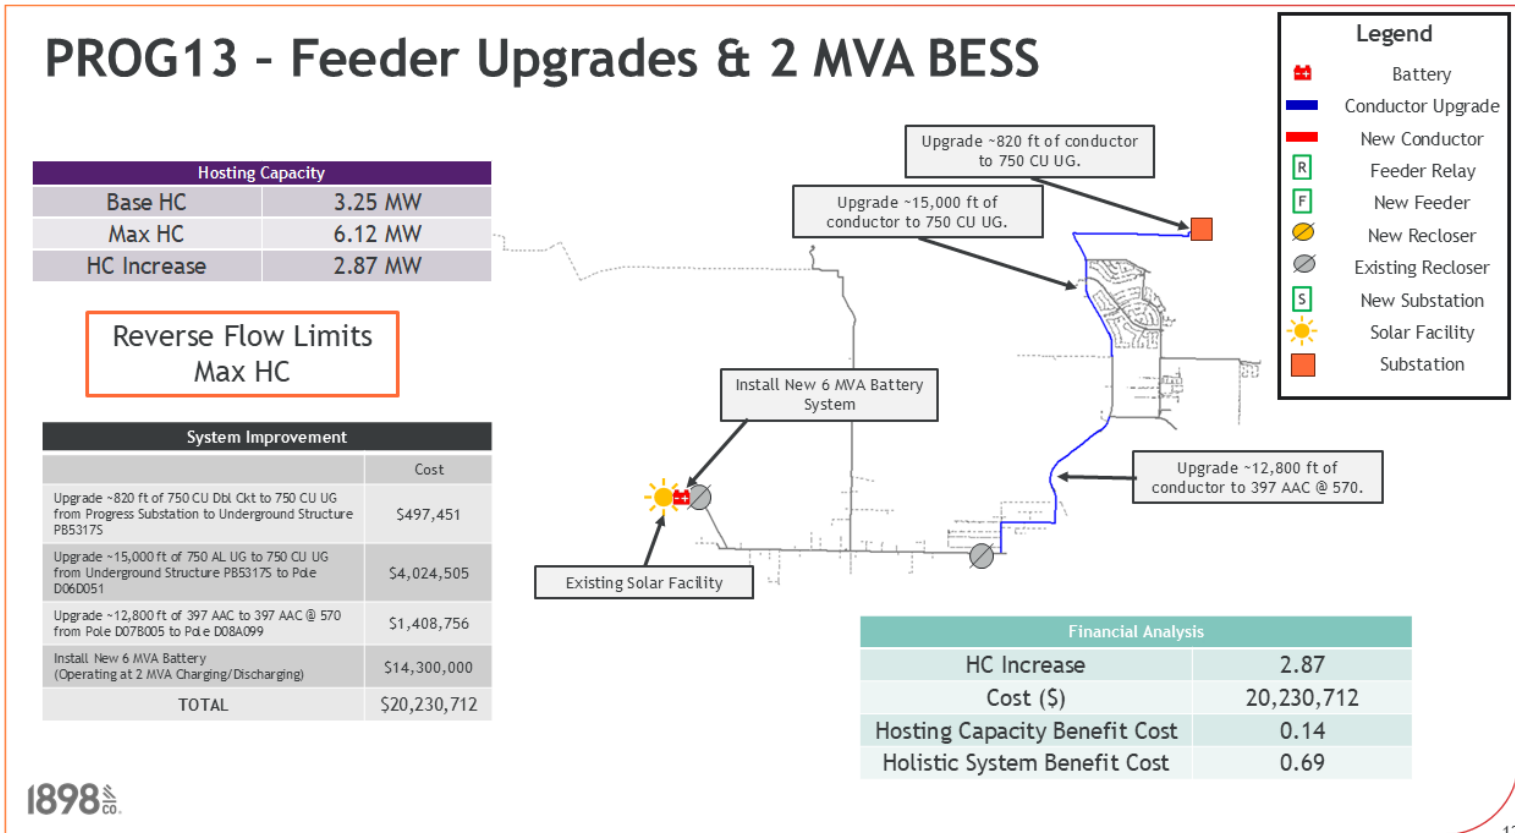 PROG13 – Feeder Upgrades & 2 MVA BESS
Hosting Capacity
Base HC 3.25 MW
Max HC 6.12 MW
HC Increase 2.87 MW
Reverse Flow Limits
Max HC
System Improvement
Cost
Upgrade ~820 ft of 750 CU Dbl Ckt to 750 CU UG
from Progress Substation to Underground Structure
PB5317S
$497,451
Upgrade ~15,000 ft of 750 AL UG to 750 CU UG
from Underground Structure PB5317S to Pole
D06D051
$4,024,505
Upgrade ~12,800 ft of 397 AAC to 397 AAC @ 570
from Pole D07B005 to Pole D08A099
$1,408,756
Install New 6 MVA Battery
(Operating at 2 MVA Charging/Discharging)
$14,300,000
TOTAL $20,230,712
Upgrade ~820 ft of conductor
to 750 CU UG.
Upgrade ~15,000 ft of
conductor to 750 CU UG.
Install New 6 MVA Battery
System
Upgrade ~12,800 ft of
conductor to 397 AAC @ 570.
Existing Solar Facility
Legend
Battery
Conductor Upgrade
New Conductor
R Feeder Relay
F New Feeder
New Recloser
Existing Recloser
S New Substation
Solar Facility
Substation
Financial Analysis
HC Increase 2.87
Cost ($) 20,230,712
Hosting Capacity Benefit Cost 0.14
Holistic System Benefit Cost 0.69
1898 & CO.